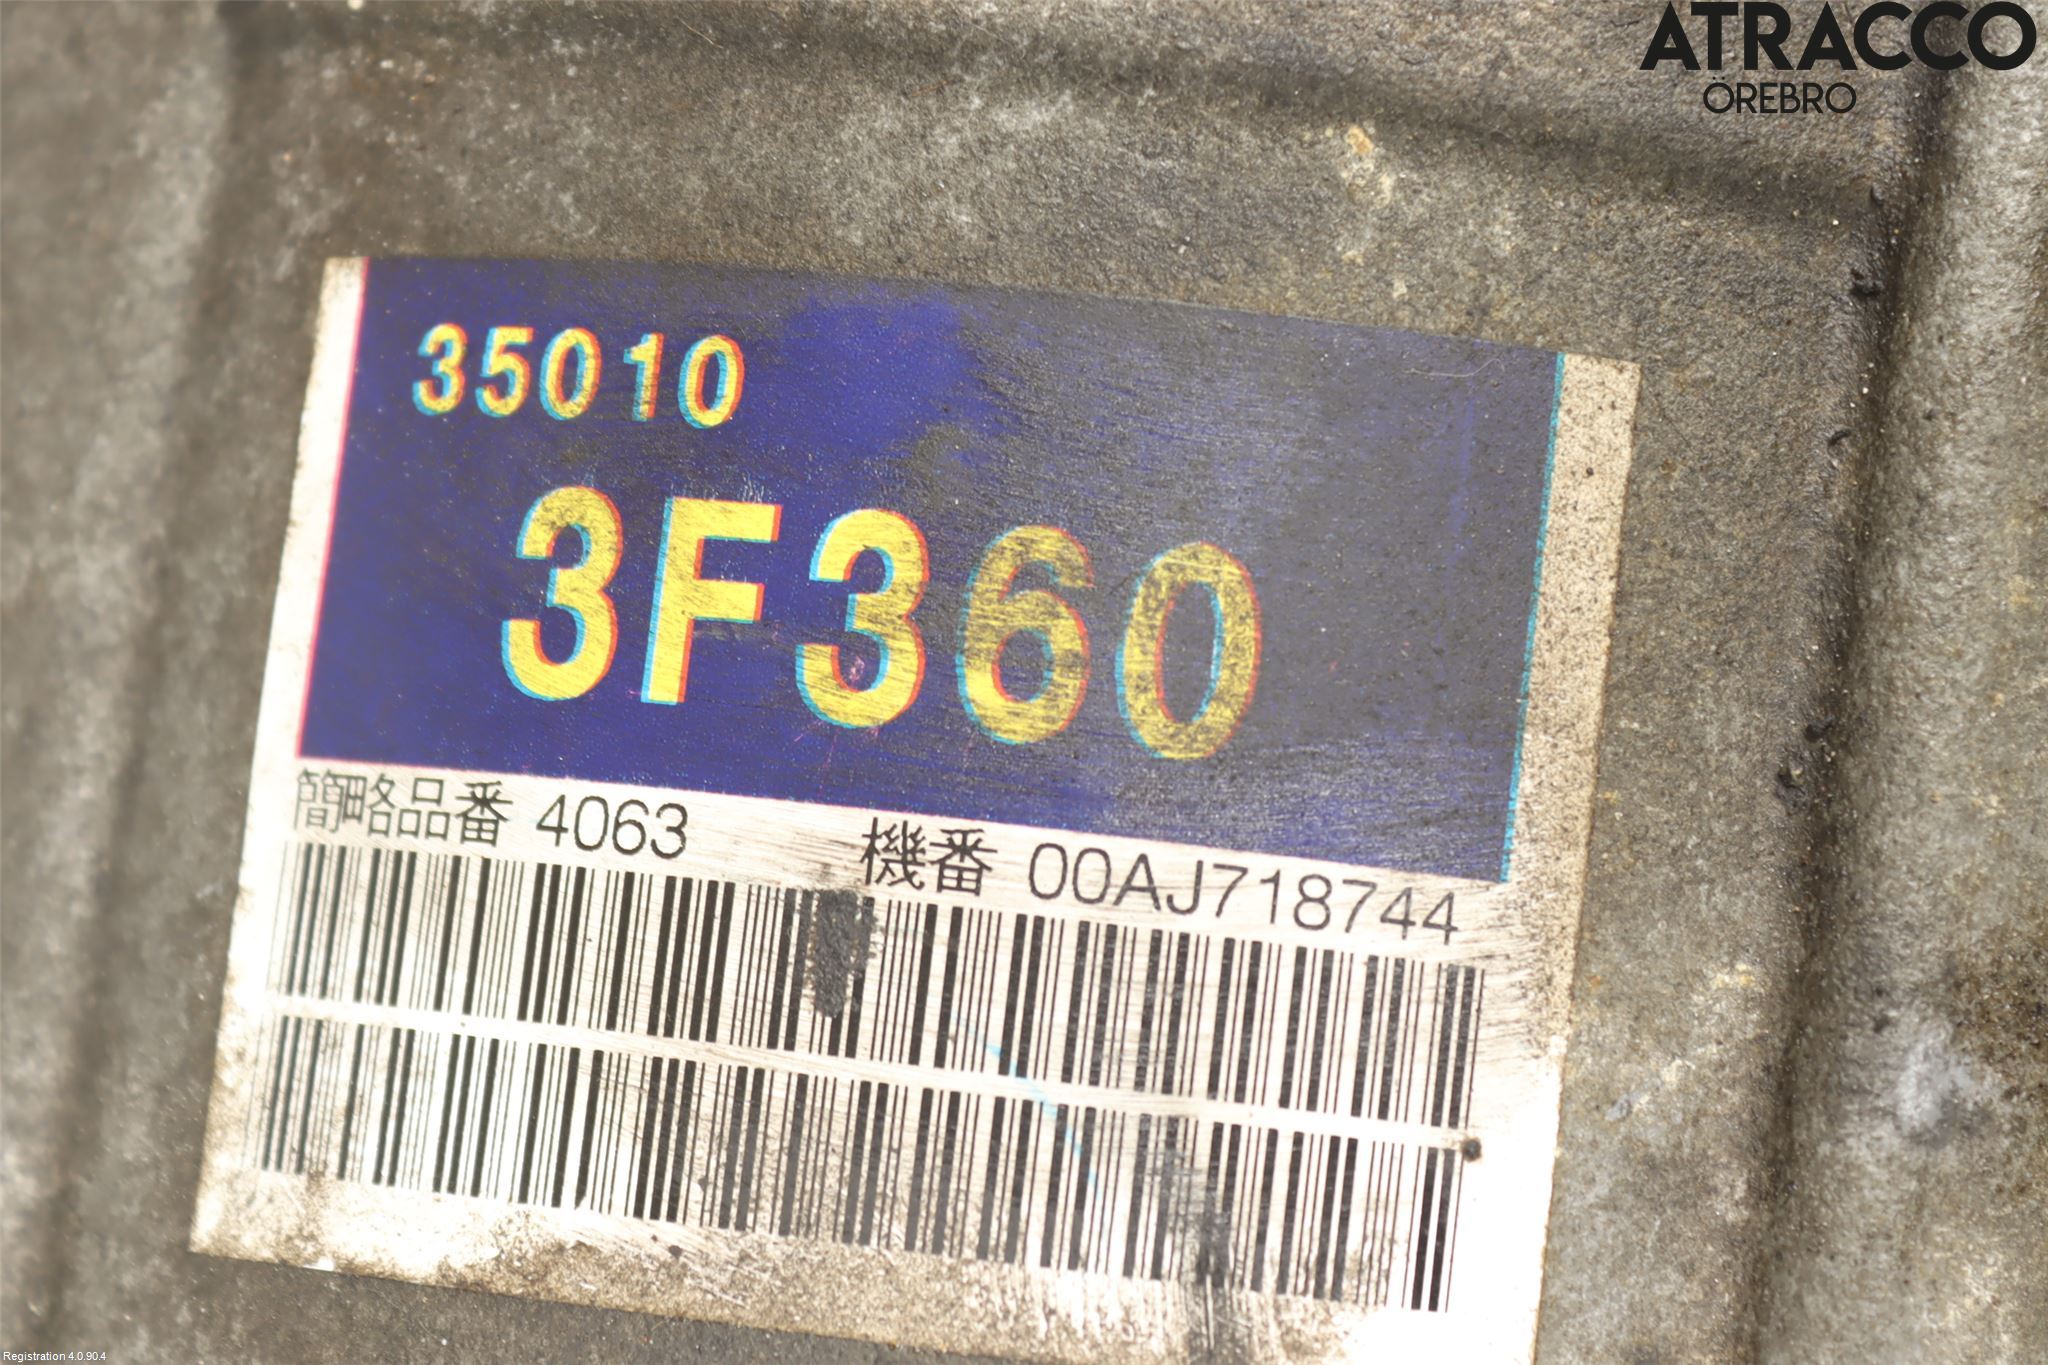 ATRACCO
ÖREBRO
35010
3F360
簡略品番 4063 機番 00AJ718744
Registration 4.0.90.4